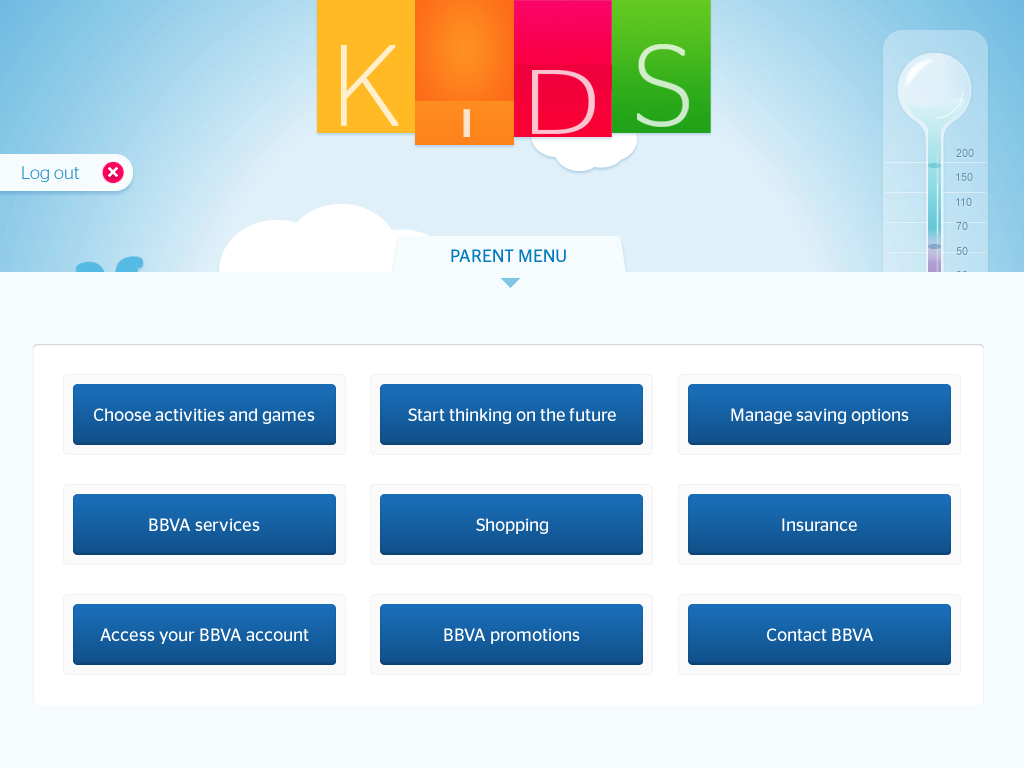 KiDS
Log out
200
150
110
70
50
PARENT MENU
Choose activities and games
Start thinking on the future
Manage saving options
BBVA services
Shopping
Insurance
Access your BBVA account
BBVA promotions
Contact BBVA